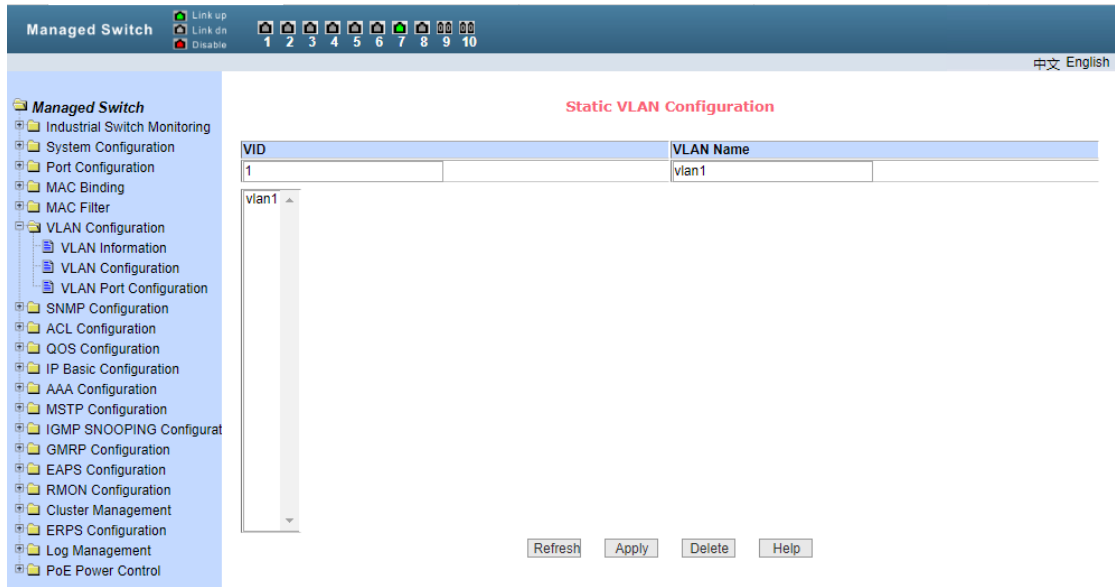 Managed Switch
Link up
Link dn
Disable
1 2 3 4 5 6 7 8 9 10
中文 English
Managed Switch
Industrial Switch Monitoring
System Configuration
Port Configuration
MAC Binding
MAC Filter
VLAN Configuration
VLAN Information
VLAN Configuration
VLAN Port Configuration
SNMP Configuration
ACL Configuration
QOS Configuration
IP Basic Configuration
AAA Configuration
MSTP Configuration
IGMP SNOOPING Configurat
GMRP Configuration
EAPS Configuration
RMON Configuration
Cluster Management
ERPS Configuration
Log Management
PoE Power Control
Static VLAN Configuration
VID VLAN Name
1 vlan1
vlan1
Refresh Apply Delete Help